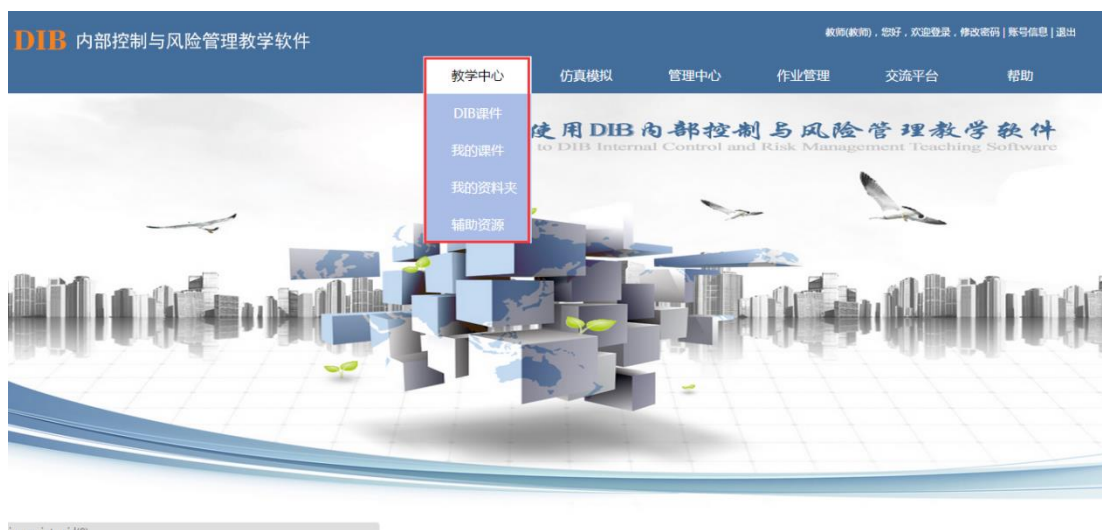 DIB 内部控制与风险管理教学软件
教师(教师),您好,欢迎登录,修改密码 | 账号信息 | 退出
教学中心 仿真模拟 管理中心 作业管理 交流平台 帮助
DIB课件
我的课件
我的资料夹
辅助资源
使用DIB内部控制与风险管理教学软件
to DIB Internal Control and Risk Management Teaching Software